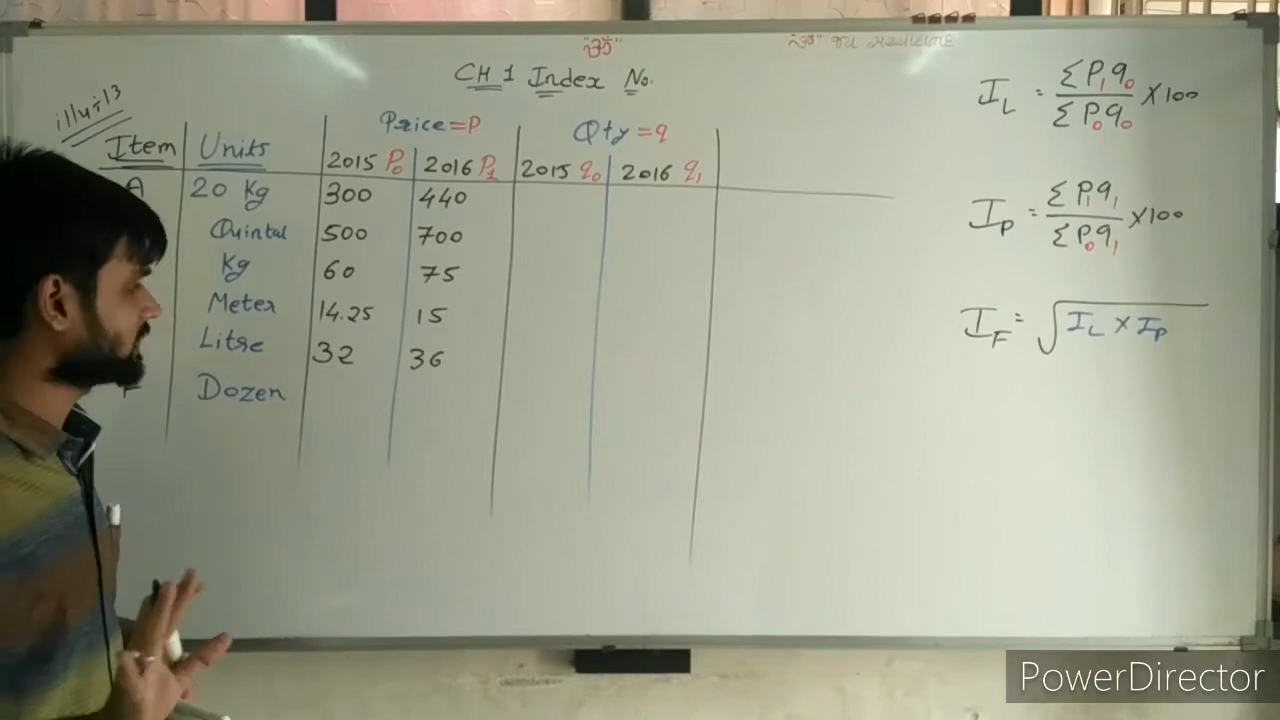 "ૐ"
"ૐ" જય
CH 1 Index No.
illu:-13
Item Units Price=P Qty=q
2015 P0 2016 P1 2015 q0 2016 q1
A 20 Kg 300 440
Quintal 500 700
Kg 60 75
Meter 14.25 15
Litre 32 36
F Dozen
IL = ΣP1q0 / ΣP0q0 ×100
IP = ΣP1q1 / ΣP0q1 ×100
IF = √IL × IP
PowerDirector